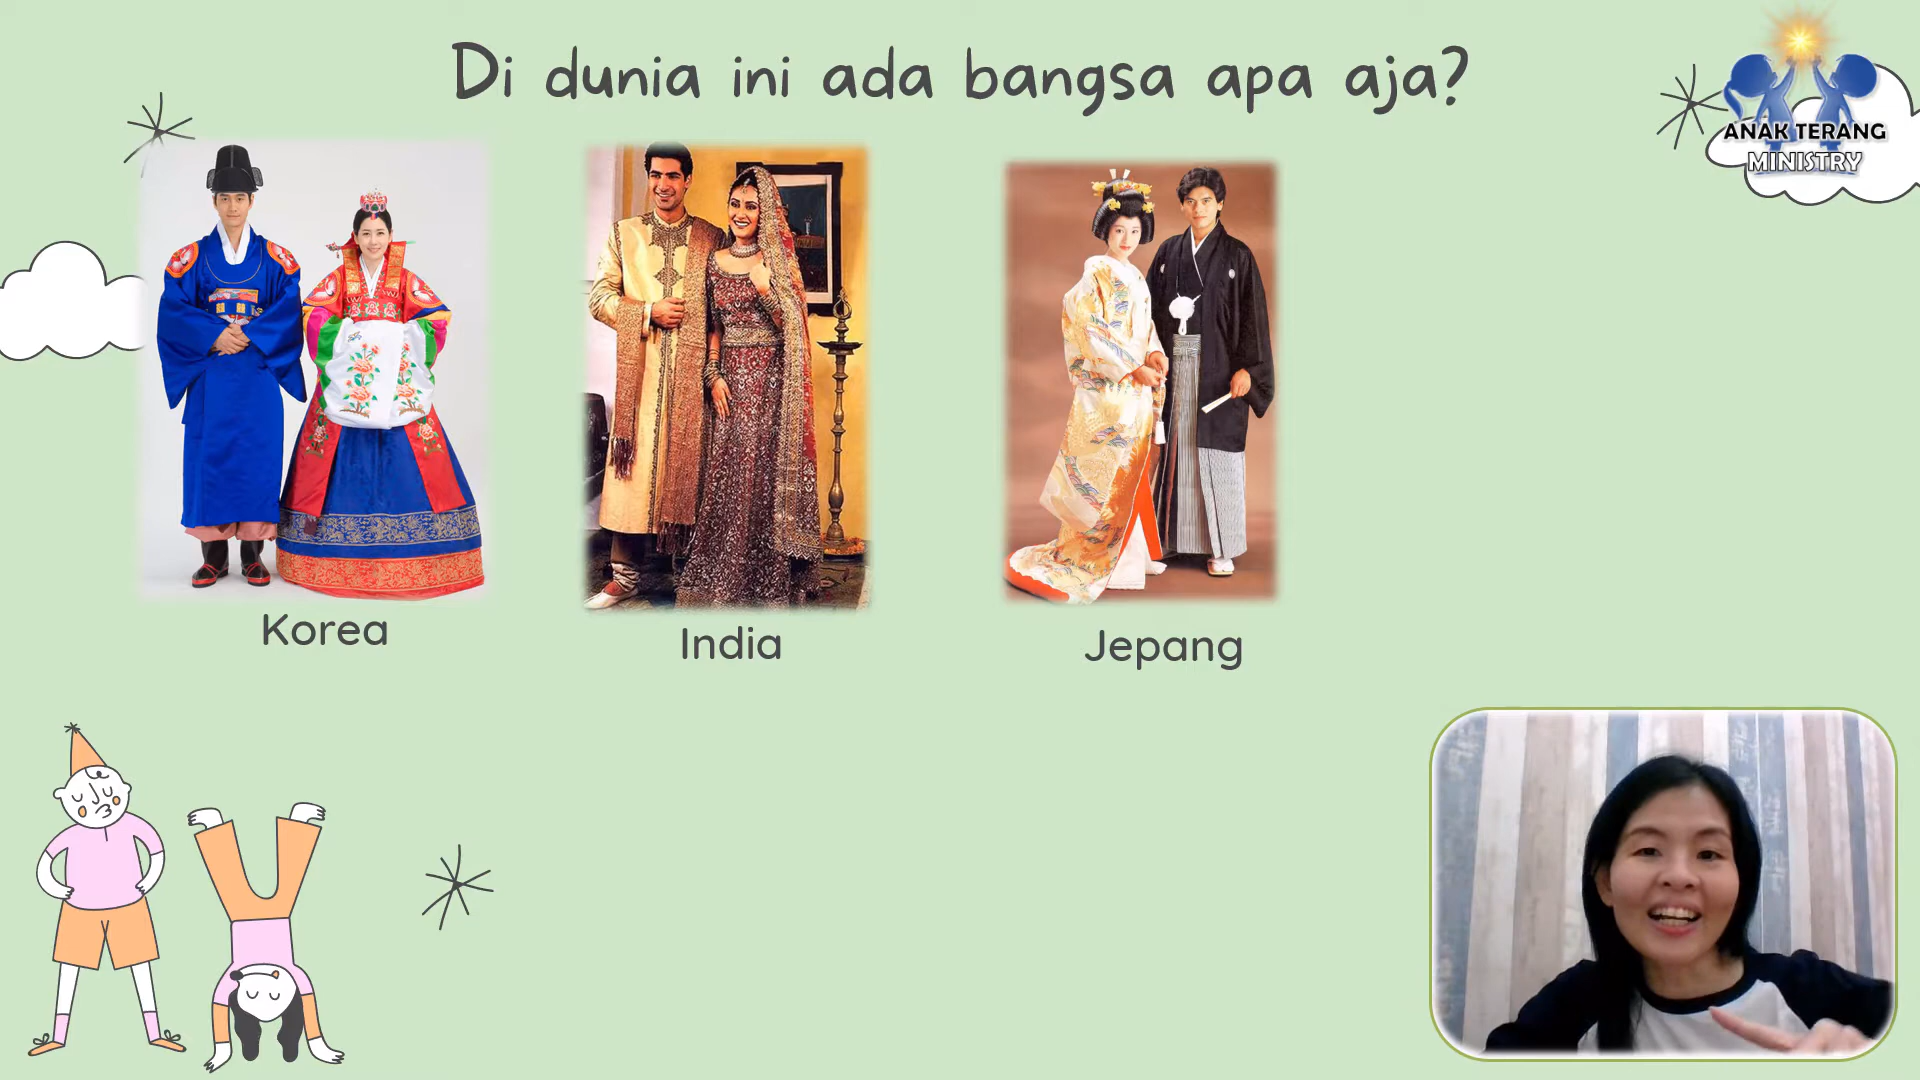 Di dunia ini ada bangsa apa aja?
ANAK TERANG
MINISTRY
Korea
India
Jepang